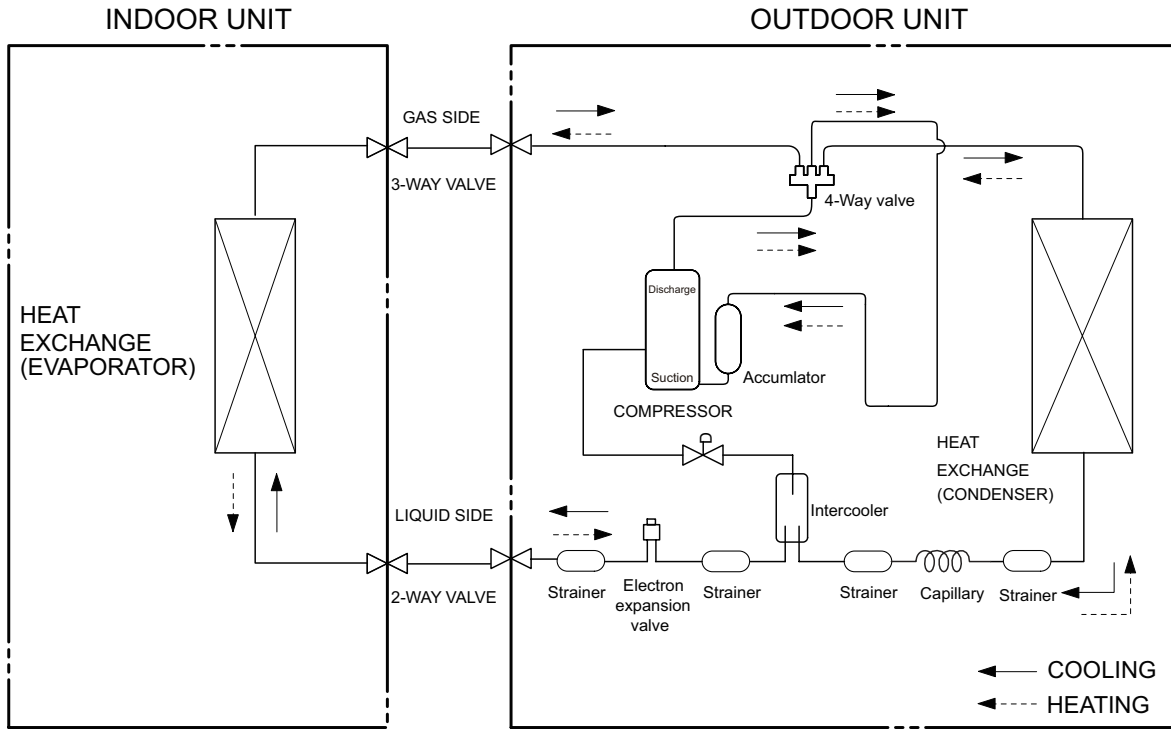 INDOOR UNIT
OUTDOOR UNIT
GAS SIDE
3-WAY VALVE
4-Way valve
Discharge
Suction
Accumlator
COMPRESSOR
HEAT
EXCHANGE
(EVAPORATOR)
HEAT
EXCHANGE
(CONDENSER)
Intercooler
LIQUID SIDE
2-WAY VALVE
Strainer
Electron
expansion
valve
Strainer
Strainer
Capillary
Strainer
COOLING
HEATING